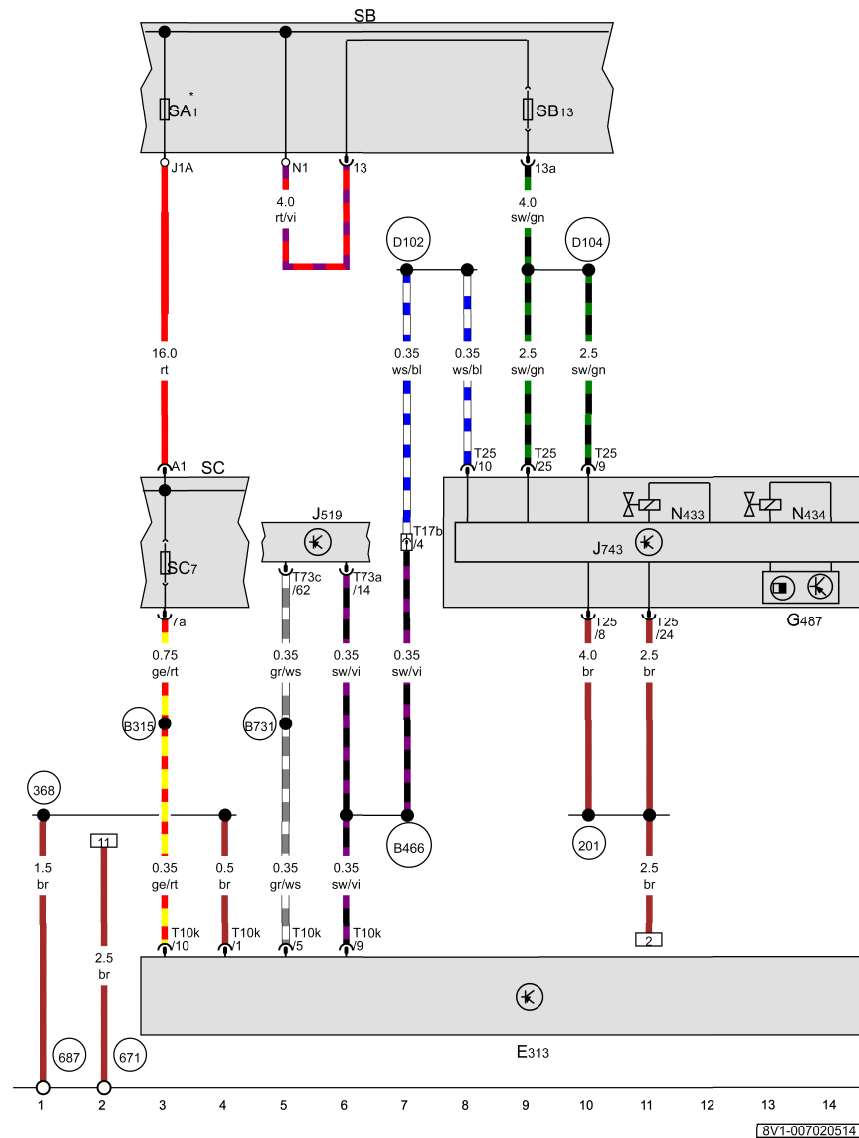 SB
SA1 *
SB13
J1A
N1
13
13a
4.0
rt/vi
4.0
sw/gn
D102
D104
16.0
rt
0.35
ws/bl
0.35
ws/bl
2.5
sw/gn
2.5
sw/gn
A1
SC
T25
/10
T25
/25
T25
/9
J519
T17b
/4
N433
N434
J743
SC7
T73c
/62
T73a
/14
G487
7a
T25
/8
T25
/24
0.75
ge/rt
0.35
gr/ws
0.35
sw/vi
0.35
sw/vi
4.0
br
2.5
br
B315
B731
368
11
B466
201
1.5
br
0.35
ge/rt
0.5
br
0.35
gr/ws
0.35
sw/vi
2.5
br
T10k
/10
T10k
/1
T10k
/5
T10k
/9
2
2.5
br
687
671
E313
1 2 3 4 5 6 7 8 9 10 11 12 13 14
8V1-007020514